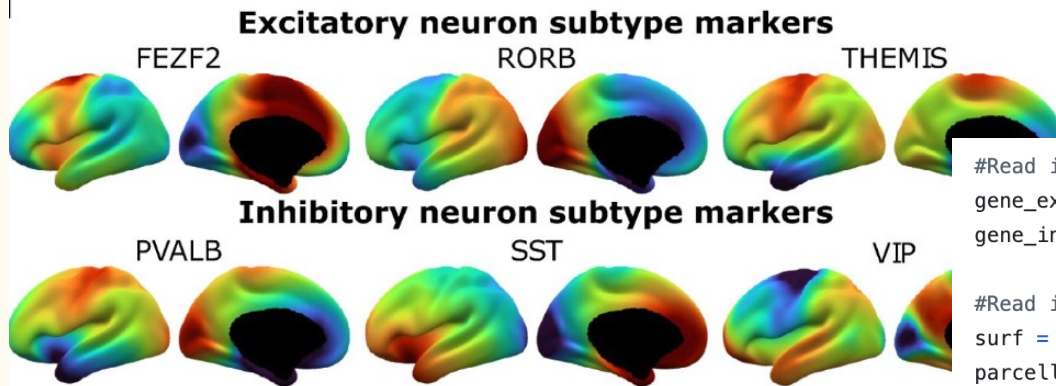 Excitatory neuron subtype markers
FEZF2 RORB THEMIS
Inhibitory neuron subtype markers
PVALB SST VIP
#Read i
gene_ex
gene_in
#Read i
surf =
parcell